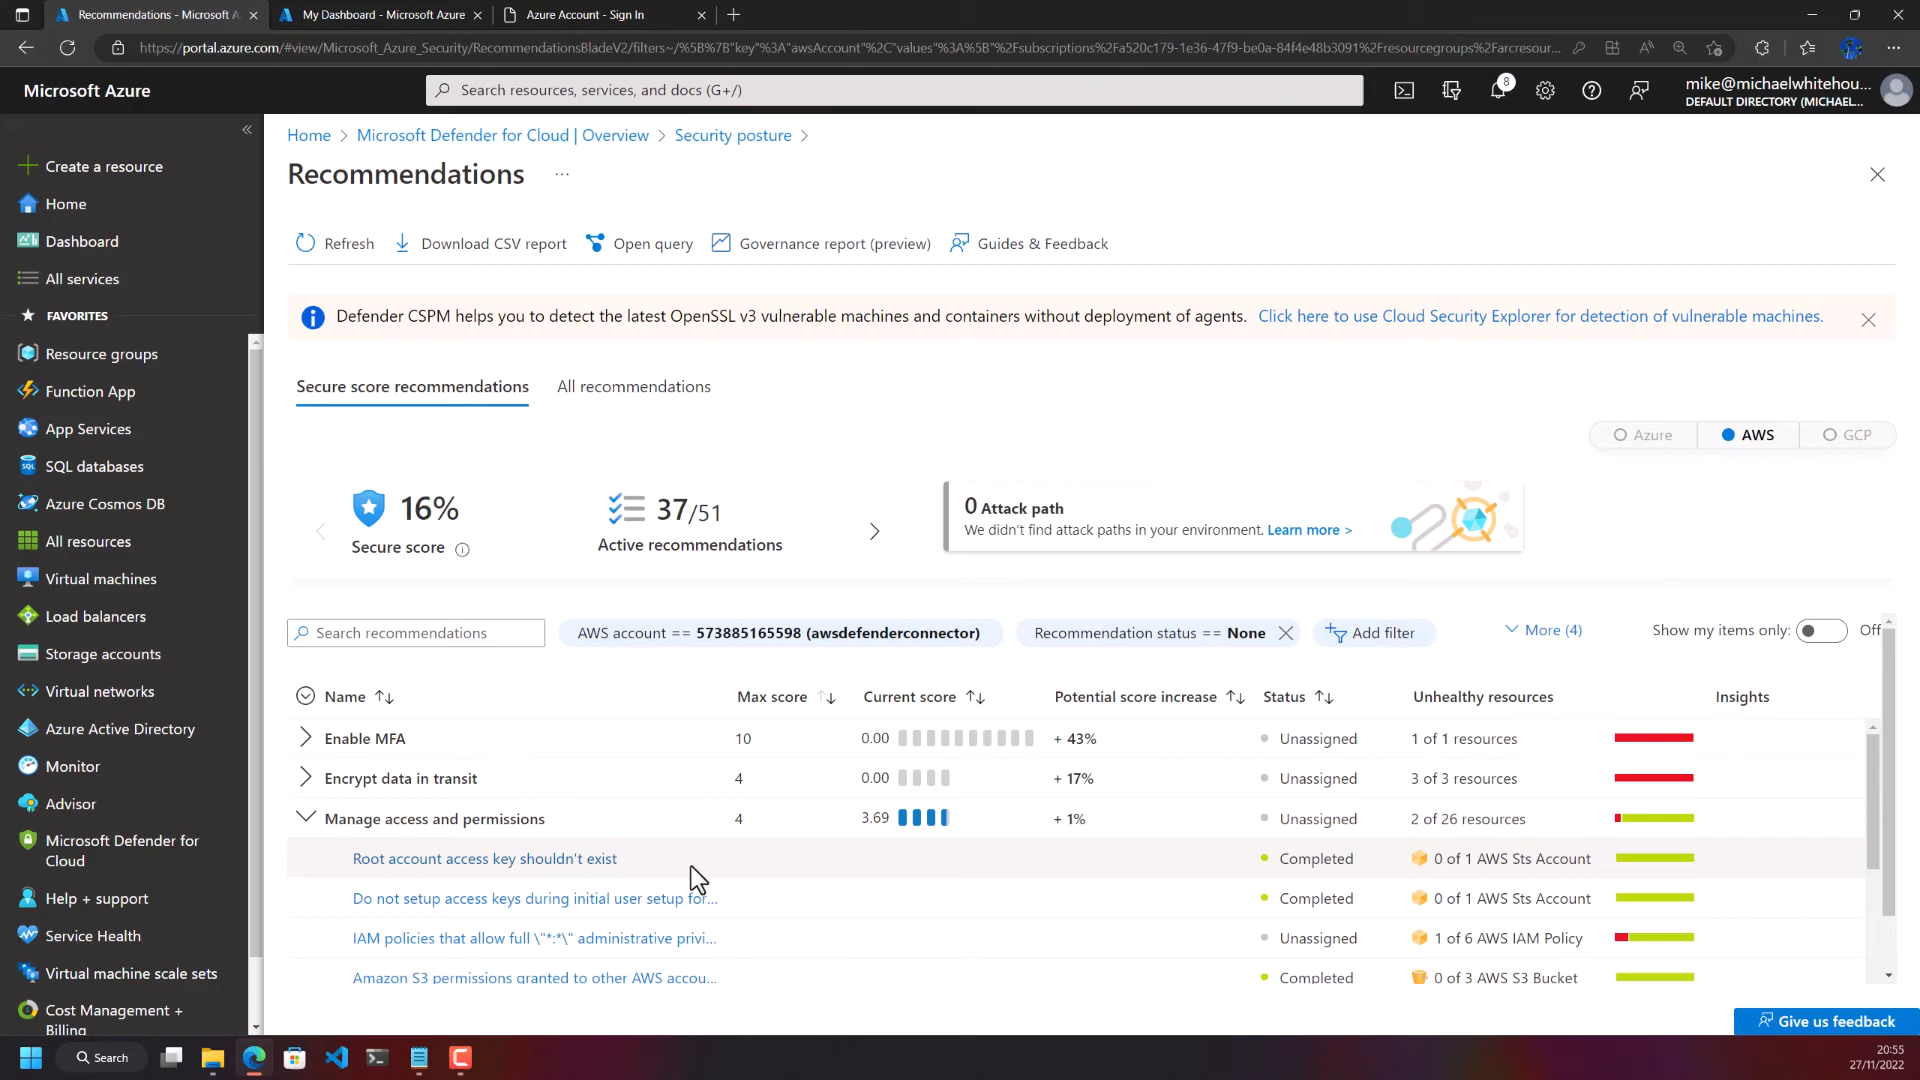 Recommendations - Microsoft A
My Dashboard - Microsoft Azure
Azure Account - Sign In
https://portal.azure.com/#view/Microsoft_Azure_Security/RecommendationsBladeV2/filters~/%5B%7B"key"%3A"awsAccount"%2C"values"%3A%5B"%2Fsubscriptions%2Fa520c179-1e36-47f9-be0a-84f4e48b3091%2Fresourcegroups%2Farcresour...
Microsoft Azure
Search resources, services, and docs (G+/)
8
mike@michaelwhitehou...
DEFAULT DIRECTORY (MICHAEL...
Create a resource
Home
Dashboard
All services
FAVORITES
Resource groups
Function App
App Services
SQL databases
Azure Cosmos DB
All resources
Virtual machines
Load balancers
Storage accounts
Virtual networks
Azure Active Directory
Monitor
Advisor
Microsoft Defender for
Cloud
Help + support
Service Health
Virtual machine scale sets
Cost Management +
Billing
Home > Microsoft Defender for Cloud | Overview > Security posture >
Recommendations ...
Refresh
Download CSV report
Open query
Governance report (preview)
Guides & Feedback
Defender CSPM helps you to detect the latest OpenSSL v3 vulnerable machines and containers without deployment of agents. Click here to use Cloud Security Explorer for detection of vulnerable machines.
Secure score recommendations
All recommendations
Azure
AWS
GCP
16%
Secure score
37/51
Active recommendations
0 Attack path
We didn't find attack paths in your environment. Learn more >
Search recommendations
AWS account == 573885165598 (awsdefenderconnector)
Recommendation status == None
Add filter
More (4)
Show my items only:
Off
Name Max score Current score Potential score increase Status Unhealthy resources Insights
Enable MFA 10 0.00 + 43% Unassigned 1 of 1 resources
Encrypt data in transit 4 0.00 + 17% Unassigned 3 of 3 resources
Manage access and permissions 4 3.69 + 1% Unassigned 2 of 26 resources
Root account access key shouldn't exist Completed 0 of 1 AWS Sts Account
Do not setup access keys during initial user setup for... Completed 0 of 1 AWS Sts Account
IAM policies that allow full \"*:*\" administrative privi... Unassigned 1 of 6 AWS IAM Policy
Amazon S3 permissions granted to other AWS accou... Completed 0 of 3 AWS S3 Bucket
Give us feedback
Search
20:55
27/11/2022